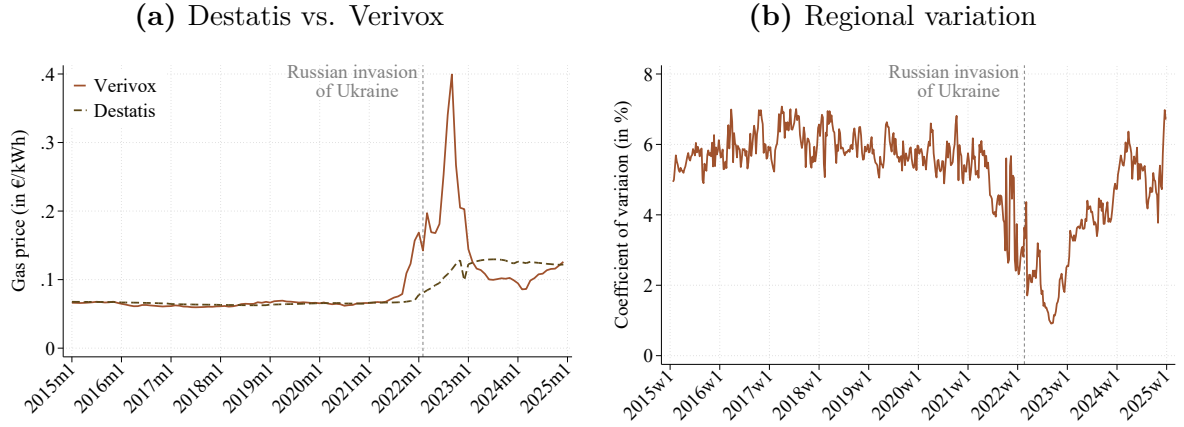 (a) Destatis vs. Verivox
Gas price (in €/kWh)
.4
.3
.2
.1
0
Verivox
Destatis
Russian invasion
of Ukraine
2015m1
2016m1
2017m1
2018m1
2019m1
2020m1
2021m1
2022m1
2023m1
2024m1
2025m1
(b) Regional variation
Coefficient of variaion (in %)
8
6
4
2
0
Russian invasion
of Ukraine
2015w1
2016w1
2017w1
2018w1
2019w1
2020w1
2021w1
2022w1
2023w1
2024w1
2025w1